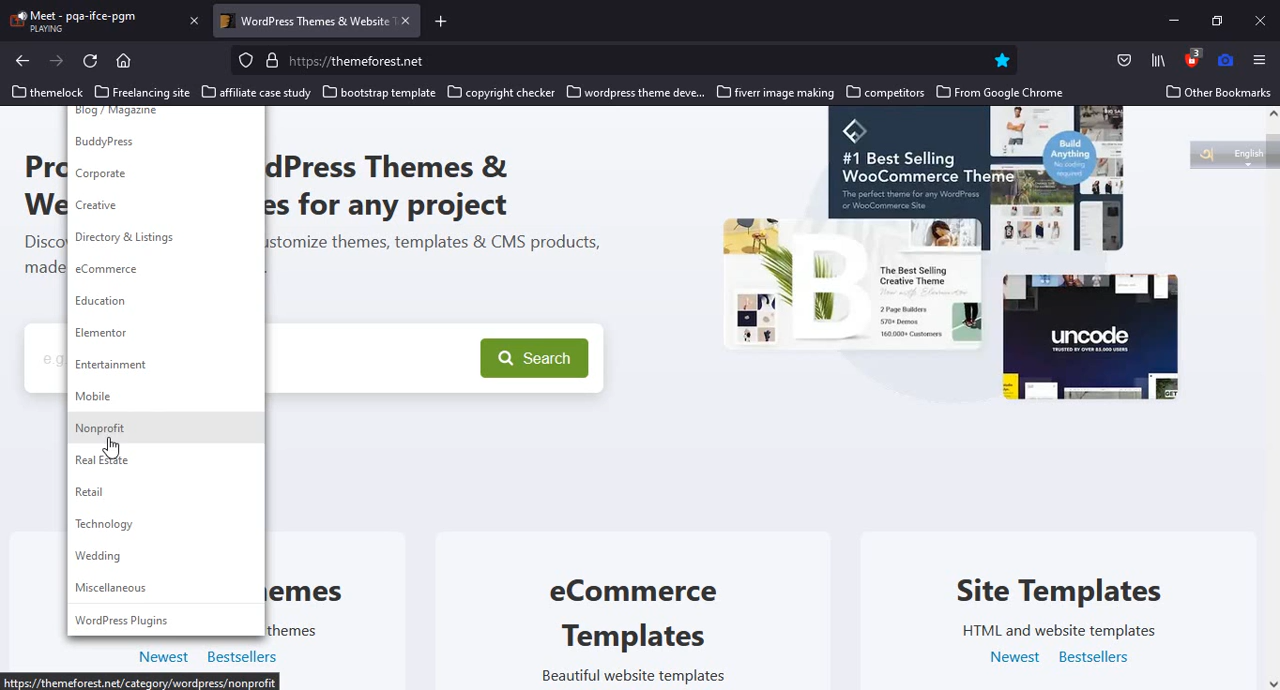 Meet - pqa-ifce-pgm
PLAYING
WordPress Themes & Website T
https://themeforest.net
3
themelock
Freelancing site
affiliate case study
bootstrap template
copyright checker
wordpress theme deve...
fiverr image making
competitors
From Google Chrome
Other Bookmarks
Blog / Magazine
BuddyPress
Corporate
Creative
Directory & Listings
eCommerce
Education
Elementor
Entertainment
Mobile
Nonprofit
Real Estate
Retail
Technology
Wedding
Miscellaneous
WordPress Plugins
dPress Themes &
es for any project
ustomize themes, templates & CMS products,
made
e.g.
Search
#1 Best Selling
WooCommerce Theme
The perfect theme for any WordPress
or WooCommerce Site
Build
Anything
No coding
required!
English
B
The Best Selling
Creative Theme
Now with Elementor
2 Page Builders
570+ Demos
160,000+ Customers
uncode
hemes
themes
Newest Bestsellers
eCommerce
Templates
Beautiful website templates
Site Templates
HTML and website templates
Newest Bestsellers
https://themeforest.net/category/wordpress/nonprofit